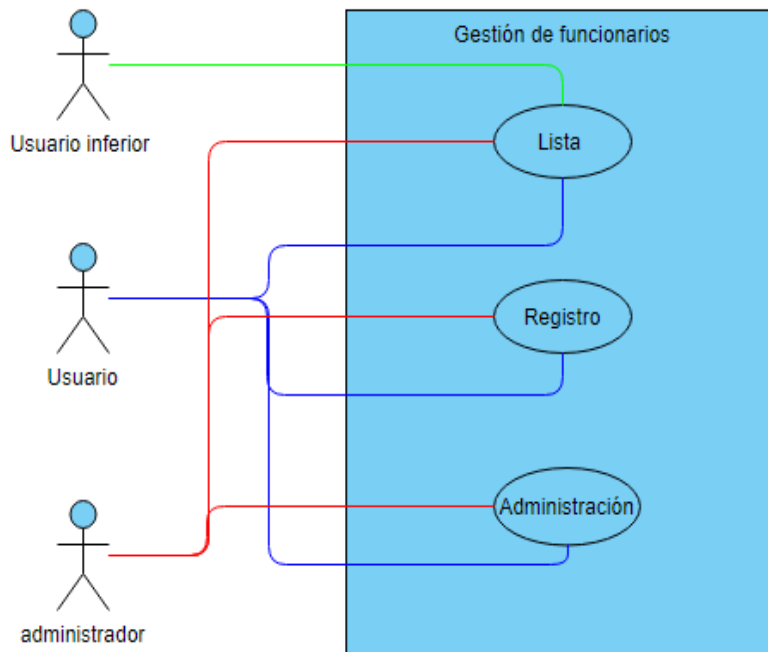 Gestión de funcionarios
Usuario inferior
Lista
Usuario
Registro
administrador
Administración